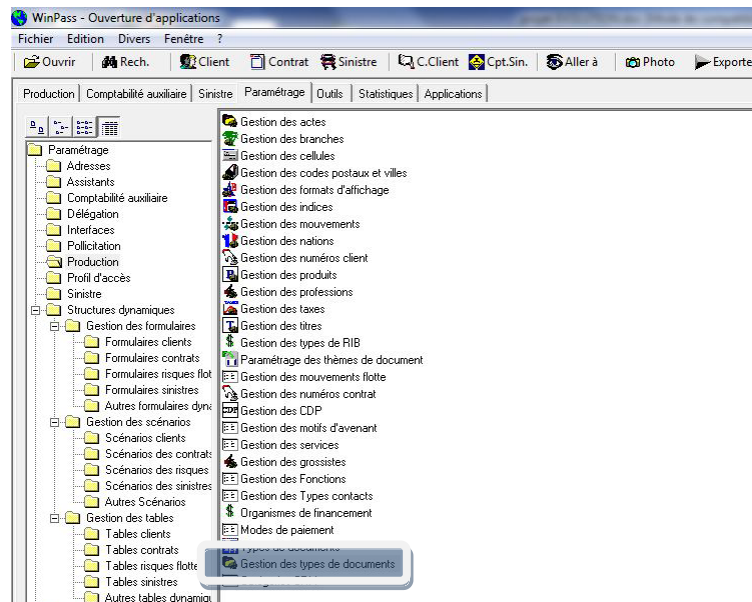 WinPass - Ouverture d'applications
Fichier Edition Divers Fenêtre ?
Ouvrir Rech. Client Contrat Sinistre C.Client Cpt.Sin. Aller à Photo Exporte
Production Comptabilité auxiliaire Sinistre Paramétrage Outils Statistiques Applications
Paramétrage
Adresses
Assistants
Comptabilité auxiliaire
Délégation
Interfaces
Pollicitation
Production
Profil d'accès
Sinistre
Structures dynamiques
Gestion des formulaires
Formulaires clients
Formulaires contrats
Formulaires risques flot
Formulaires sinistres
Autres formulaires dyna
Gestion des scénarios
Scénarios clients
Scénarios des contrats
Scénarios des risques
Scénarios des sinistres
Autres Scénarios
Gestion des tables
Tables clients
Tables contrats
Tables risques flotte
Tables sinistres
Autres tables dynamiqu
Gestion des actes
Gestion des branches
Gestion des cellules
Gestion des codes postaux et villes
Gestion des formats d'affichage
Gestion des indices
Gestion des mouvements
Gestion des nations
Gestion des numéros client
Gestion des produits
Gestion des professions
Gestion des taxes
Gestion des titres
Gestion des types de RIB
Paramétrage des thèmes de document
Gestion des mouvements flotte
Gestion des numéros contrat
Gestion des CDP
Gestion des motifs d'avenant
Gestion des services
Gestion des grossistes
Gestion des Fonctions
Gestion des Types contacts
Organismes de financement
Modes de paiement
Types de documents
Gestion des types de documents